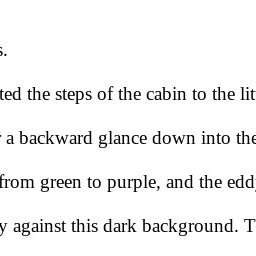 s.
ted the steps of the cabin to the lit
a backward glance down into the
from green to purple, and the edd
y against this dark background. T